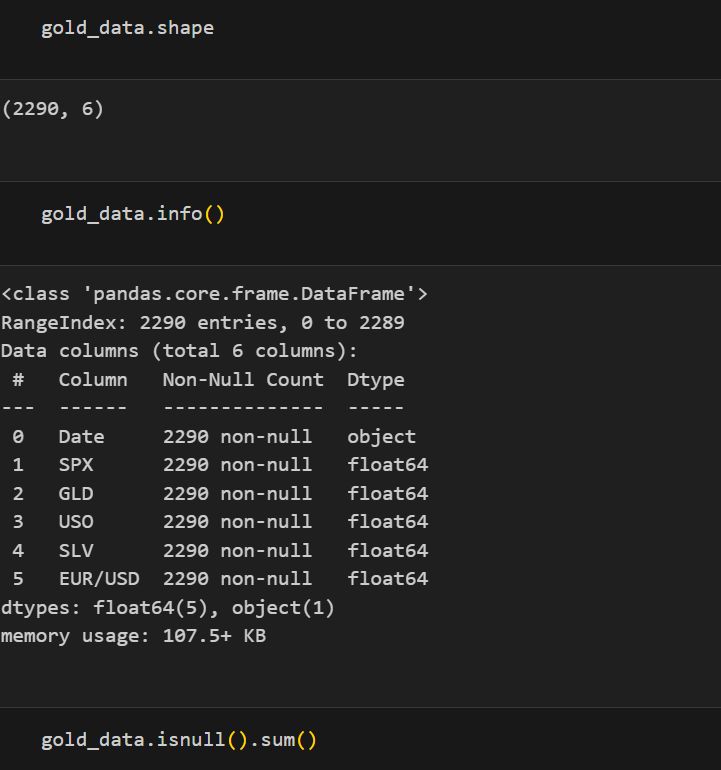 gold_data.shape
(2290, 6)
gold_data.info()
<class 'pandas.core.frame.DataFrame'>
RangeIndex: 2290 entries, 0 to 2289
Data columns (total 6 columns):
 #   Column   Non-Null Count  Dtype
---  ------   --------------  -----
 0   Date     2290 non-null   object
 1   SPX      2290 non-null   float64
 2   GLD      2290 non-null   float64
 3   USO      2290 non-null   float64
 4   SLV      2290 non-null   float64
 5   EUR/USD  2290 non-null   float64
dtypes: float64(5), object(1)
memory usage: 107.5+ KB
gold_data.isnull().sum()